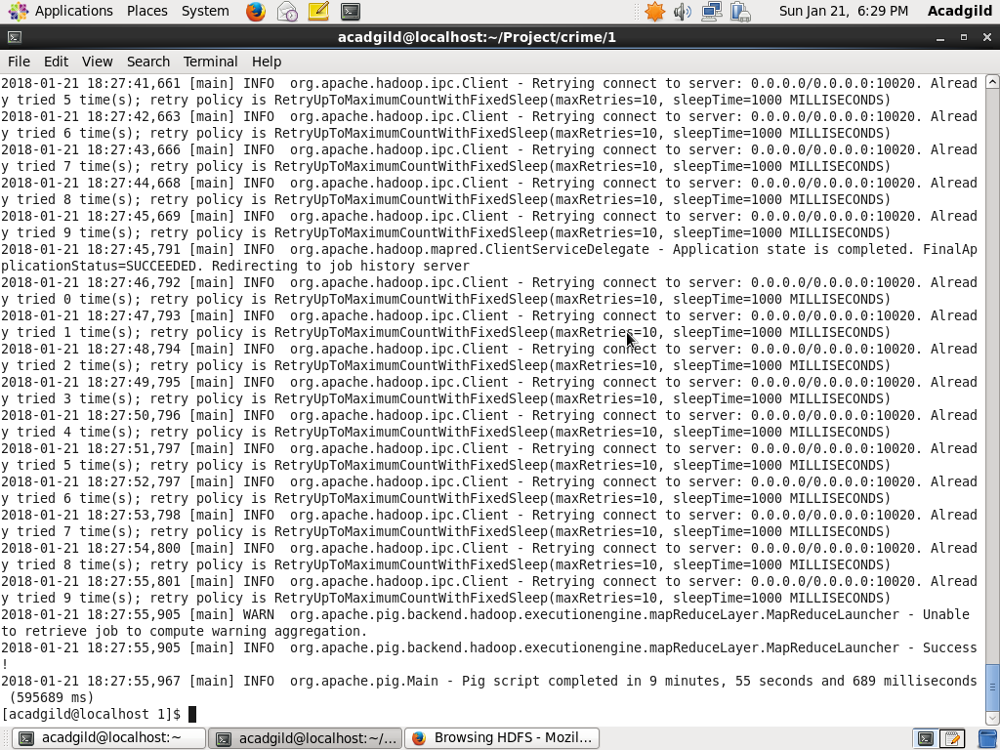 Applications Places System Sun Jan 21, 6:29 PM Acadgild
acadgild@localhost:~/Project/crime/1
File Edit View Search Terminal Help
2018-01-21 18:27:41,661 [main] INFO  org.apache.hadoop.ipc.Client - Retrying connect to server: 0.0.0.0/0.0.0.0:10020. Alread
y tried 5 time(s); retry policy is RetryUpToMaximumCountWithFixedSleep(maxRetries=10, sleepTime=1000 MILLISECONDS)
2018-01-21 18:27:42,663 [main] INFO  org.apache.hadoop.ipc.Client - Retrying connect to server: 0.0.0.0/0.0.0.0:10020. Alread
y tried 6 time(s); retry policy is RetryUpToMaximumCountWithFixedSleep(maxRetries=10, sleepTime=1000 MILLISECONDS)
2018-01-21 18:27:43,666 [main] INFO  org.apache.hadoop.ipc.Client - Retrying connect to server: 0.0.0.0/0.0.0.0:10020. Alread
y tried 7 time(s); retry policy is RetryUpToMaximumCountWithFixedSleep(maxRetries=10, sleepTime=1000 MILLISECONDS)
2018-01-21 18:27:44,668 [main] INFO  org.apache.hadoop.ipc.Client - Retrying connect to server: 0.0.0.0/0.0.0.0:10020. Alread
y tried 8 time(s); retry policy is RetryUpToMaximumCountWithFixedSleep(maxRetries=10, sleepTime=1000 MILLISECONDS)
2018-01-21 18:27:45,669 [main] INFO  org.apache.hadoop.ipc.Client - Retrying connect to server: 0.0.0.0/0.0.0.0:10020. Alread
y tried 9 time(s); retry policy is RetryUpToMaximumCountWithFixedSleep(maxRetries=10, sleepTime=1000 MILLISECONDS)
2018-01-21 18:27:45,791 [main] INFO  org.apache.hadoop.mapred.ClientServiceDelegate - Application state is completed. FinalAp
plicationStatus=SUCCEEDED. Redirecting to job history server
2018-01-21 18:27:46,792 [main] INFO  org.apache.hadoop.ipc.Client - Retrying connect to server: 0.0.0.0/0.0.0.0:10020. Alread
y tried 0 time(s); retry policy is RetryUpToMaximumCountWithFixedSleep(maxRetries=10, sleepTime=1000 MILLISECONDS)
2018-01-21 18:27:47,793 [main] INFO  org.apache.hadoop.ipc.Client - Retrying connect to server: 0.0.0.0/0.0.0.0:10020. Alread
y tried 1 time(s); retry policy is RetryUpToMaximumCountWithFixedSleep(maxRetries=10, sleepTime=1000 MILLISECONDS)
2018-01-21 18:27:48,794 [main] INFO  org.apache.hadoop.ipc.Client - Retrying connect to server: 0.0.0.0/0.0.0.0:10020. Alread
y tried 2 time(s); retry policy is RetryUpToMaximumCountWithFixedSleep(maxRetries=10, sleepTime=1000 MILLISECONDS)
2018-01-21 18:27:49,795 [main] INFO  org.apache.hadoop.ipc.Client - Retrying connect to server: 0.0.0.0/0.0.0.0:10020. Alread
y tried 3 time(s); retry policy is RetryUpToMaximumCountWithFixedSleep(maxRetries=10, sleepTime=1000 MILLISECONDS)
2018-01-21 18:27:50,796 [main] INFO  org.apache.hadoop.ipc.Client - Retrying connect to server: 0.0.0.0/0.0.0.0:10020. Alread
y tried 4 time(s); retry policy is RetryUpToMaximumCountWithFixedSleep(maxRetries=10, sleepTime=1000 MILLISECONDS)
2018-01-21 18:27:51,797 [main] INFO  org.apache.hadoop.ipc.Client - Retrying connect to server: 0.0.0.0/0.0.0.0:10020. Alread
y tried 5 time(s); retry policy is RetryUpToMaximumCountWithFixedSleep(maxRetries=10, sleepTime=1000 MILLISECONDS)
2018-01-21 18:27:52,797 [main] INFO  org.apache.hadoop.ipc.Client - Retrying connect to server: 0.0.0.0/0.0.0.0:10020. Alread
y tried 6 time(s); retry policy is RetryUpToMaximumCountWithFixedSleep(maxRetries=10, sleepTime=1000 MILLISECONDS)
2018-01-21 18:27:53,798 [main] INFO  org.apache.hadoop.ipc.Client - Retrying connect to server: 0.0.0.0/0.0.0.0:10020. Alread
y tried 7 time(s); retry policy is RetryUpToMaximumCountWithFixedSleep(maxRetries=10, sleepTime=1000 MILLISECONDS)
2018-01-21 18:27:54,800 [main] INFO  org.apache.hadoop.ipc.Client - Retrying connect to server: 0.0.0.0/0.0.0.0:10020. Alread
y tried 8 time(s); retry policy is RetryUpToMaximumCountWithFixedSleep(maxRetries=10, sleepTime=1000 MILLISECONDS)
2018-01-21 18:27:55,801 [main] INFO  org.apache.hadoop.ipc.Client - Retrying connect to server: 0.0.0.0/0.0.0.0:10020. Alread
y tried 9 time(s); retry policy is RetryUpToMaximumCountWithFixedSleep(maxRetries=10, sleepTime=1000 MILLISECONDS)
2018-01-21 18:27:55,905 [main] WARN  org.apache.pig.backend.hadoop.executionengine.mapReduceLayer.MapReduceLauncher - Unable
to retrieve job to compute warning aggregation.
2018-01-21 18:27:55,905 [main] INFO  org.apache.pig.backend.hadoop.executionengine.mapReduceLayer.MapReduceLauncher - Success
!
2018-01-21 18:27:55,967 [main] INFO  org.apache.pig.Main - Pig script completed in 9 minutes, 55 seconds and 689 milliseconds
(595689 ms)
[acadgild@localhost 1]$
acadgild@localhost:~ acadgild@localhost:~/... Browsing HDFS - Mozil...